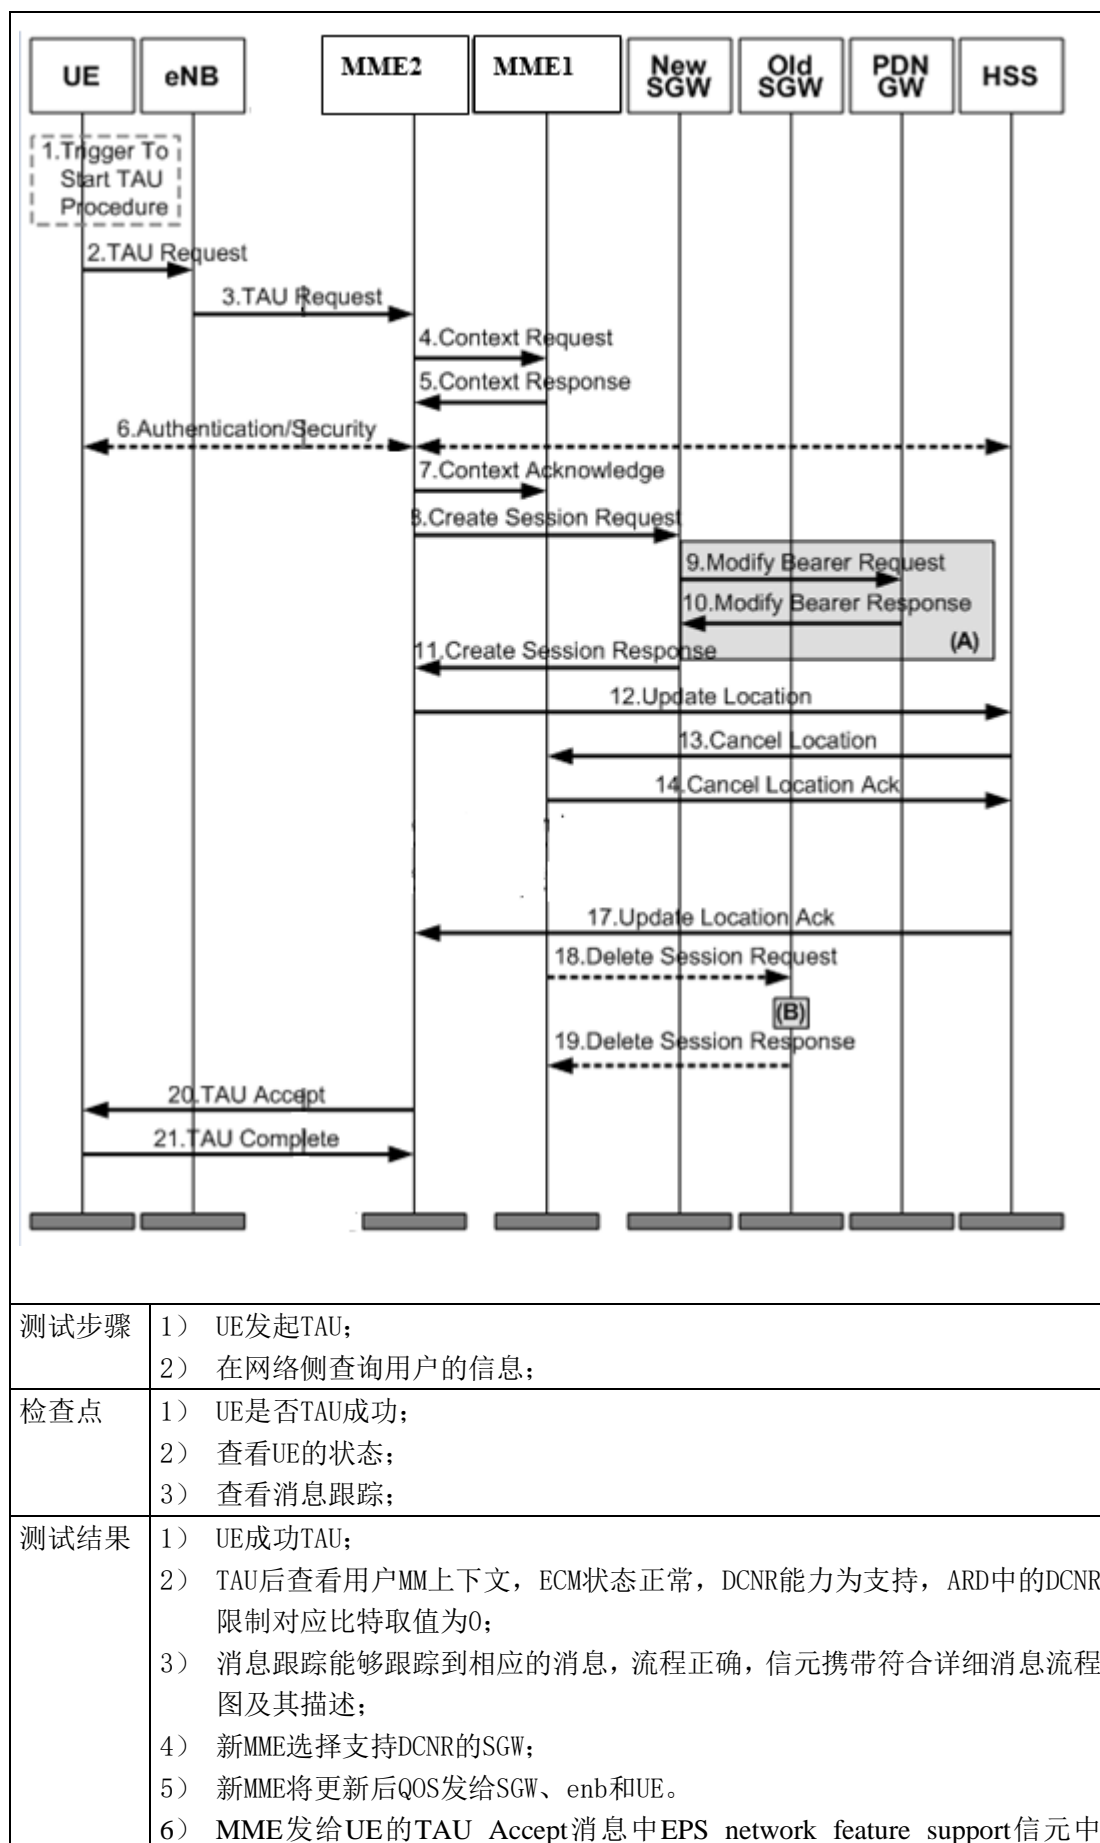 UE
eNB
MME2
MME1
New SGW
Old SGW
PDN GW
HSS
1.Trigger To
Start TAU
Procedure
2.TAU Request
3.TAU Request
4.Context Request
5.Context Response
6.Authentication/Security
7.Context Acknowledge
8.Create Session Request
9.Modify Bearer Request
10.Modify Bearer Response
(A)
11.Create Session Response
12.Update Location
13.Cancel Location
14.Cancel Location Ack
17.Update Location Ack
18.Delete Session Request
(B)
19.Delete Session Response
20.TAU Accept
21.TAU Complete
测试步骤
1） UE发起TAU；
2） 在网络侧查询用户的信息；
检查点
1） UE是否TAU成功；
2） 查看UE的状态；
3） 查看消息跟踪；
测试结果
1） UE成功TAU；
2） TAU后查看用户MM上下文，ECM状态正常，DCNR能力为支持，ARD中的DCNR
限制对应比特取值为0；
3） 消息跟踪能够跟踪到相应的消息，流程正确，信元携带符合详细消息流程
图及其描述；
4） 新MME选择支持DCNR的SGW；
5） 新MME将更新后QOS发给SGW、enb和UE。
6） MME发给UE的TAU Accept消息中EPS network feature support信元中